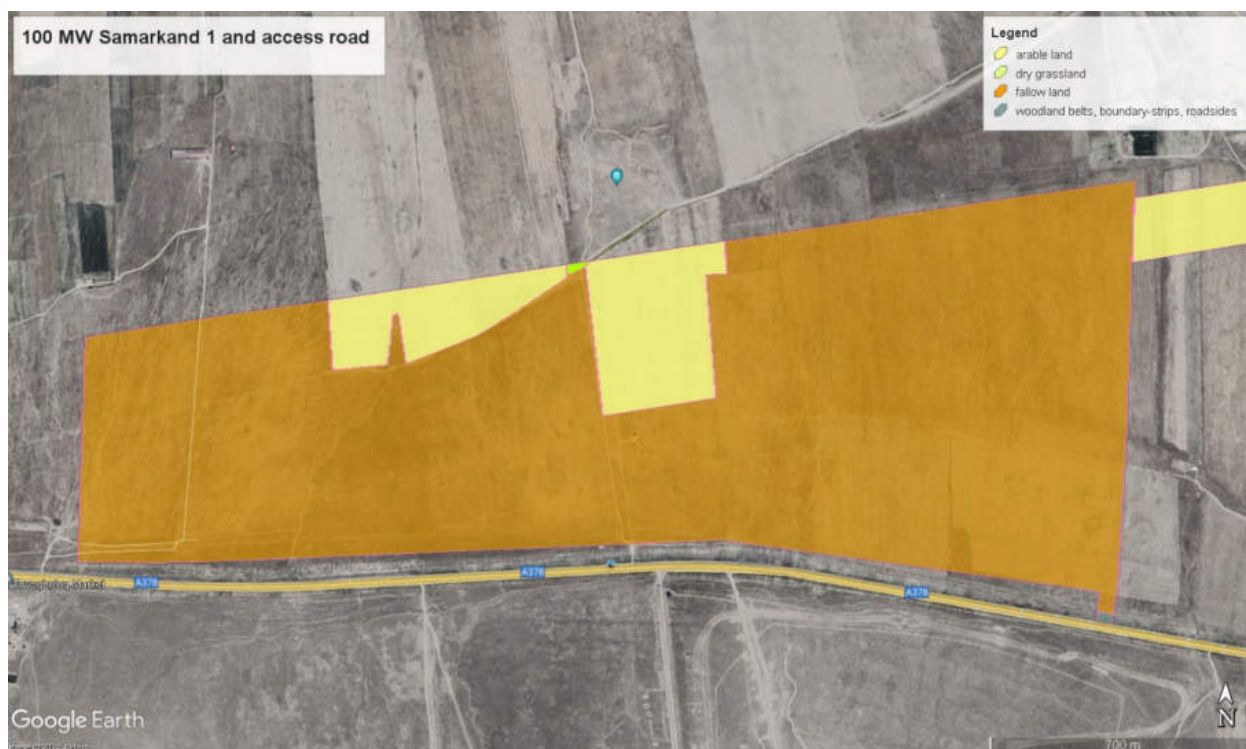 100 MW Samarkand 1 and access road
Legend
arable land
dry grassland
fallow land
woodland belts, boundary-strips, roadsides
Market
A378
A378
A378
Google Earth
N
700 m